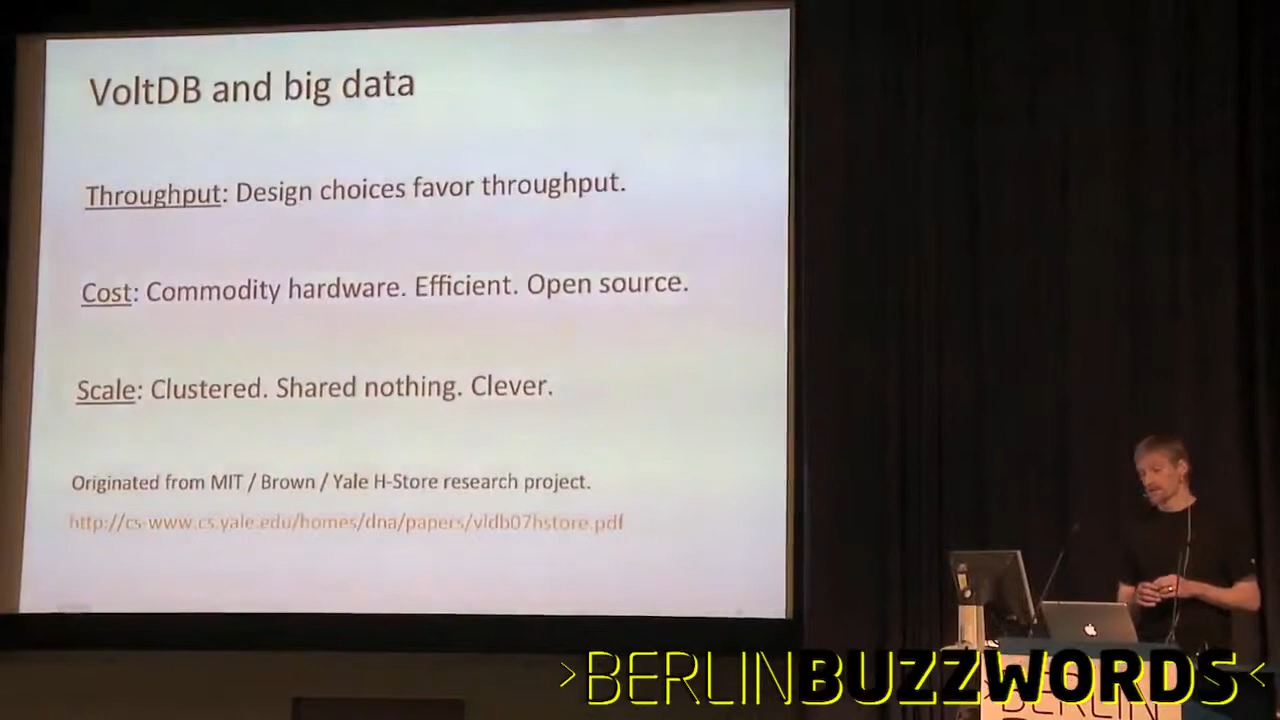 VoltDB and big data
Throughput: Design choices favor throughput.
Cost: Commodity hardware. Efficient. Open source.
Scale: Clustered. Shared nothing. Clever.
Originated from MIT / Brown / Yale H-Store research project.
http://cs-www.cs.yale.edu/homes/dna/papers/vldb07hstore.pdf
>BERLINBUZZWORDS<
BERLIN